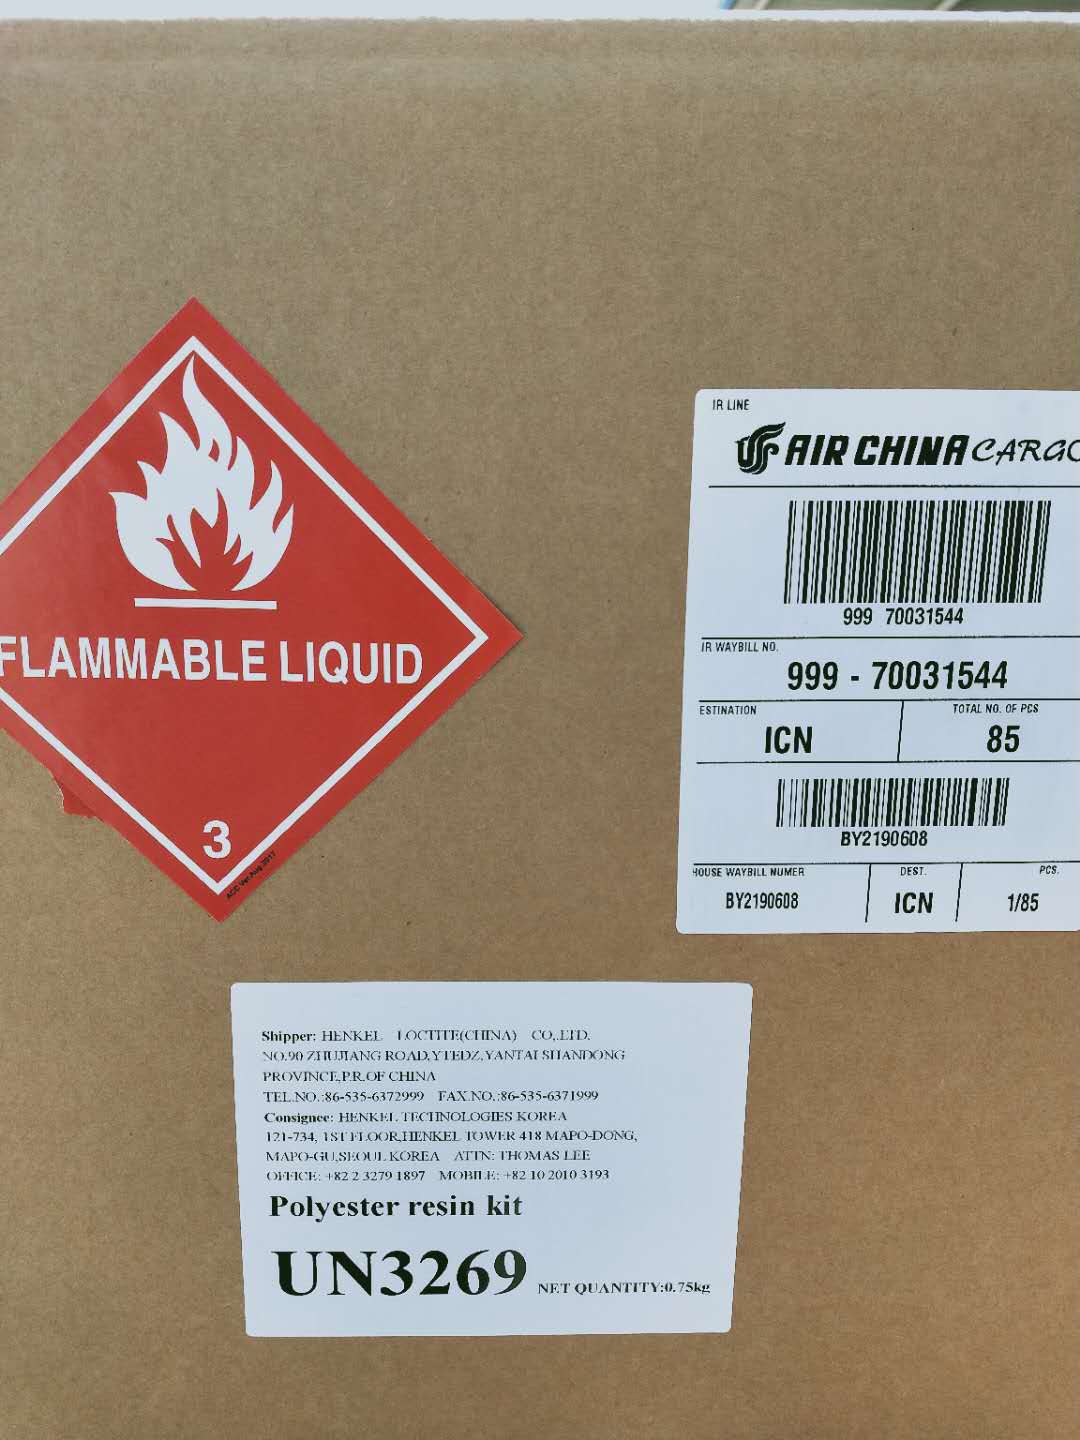 FLAMMABLE LIQUID
3
ACC Ver.Aug 2017
IR LINE
AIR CHINA CARGO
999 70031544
IR WAYBILL NO.
999 - 70031544
ESTINATION
TOTAL NO. OF PCS
ICN
85
BY2190608
HOUSE WAYBILL NUMER
DEST.
PCS.
BY2190608
ICN
1/85
Shipper: HENKEL LOCTITE(CHINA) CO,.LTD.
NO.90 ZHUJIANG ROAD,YTEDZ,YANTAI SHANDONG
PROVINCE,P.R.OF CHINA
TEL.NO.:86-535-6372999 FAX.NO.:86-535-6371999
Consignee: HENKEL TECHNOLOGIES KOREA
121-734, 1ST FLOOR,HENKEL TOWER 418 MAPO-DONG,
MAPO-GU,SEOUL KOREA ATTN: THOMAS LEE
OFFICE: +82 2 3279 1897 MOBILE: +82 10 2010 3193
Polyester resin kit
UN3269 NET QUANTITY:0.75kg